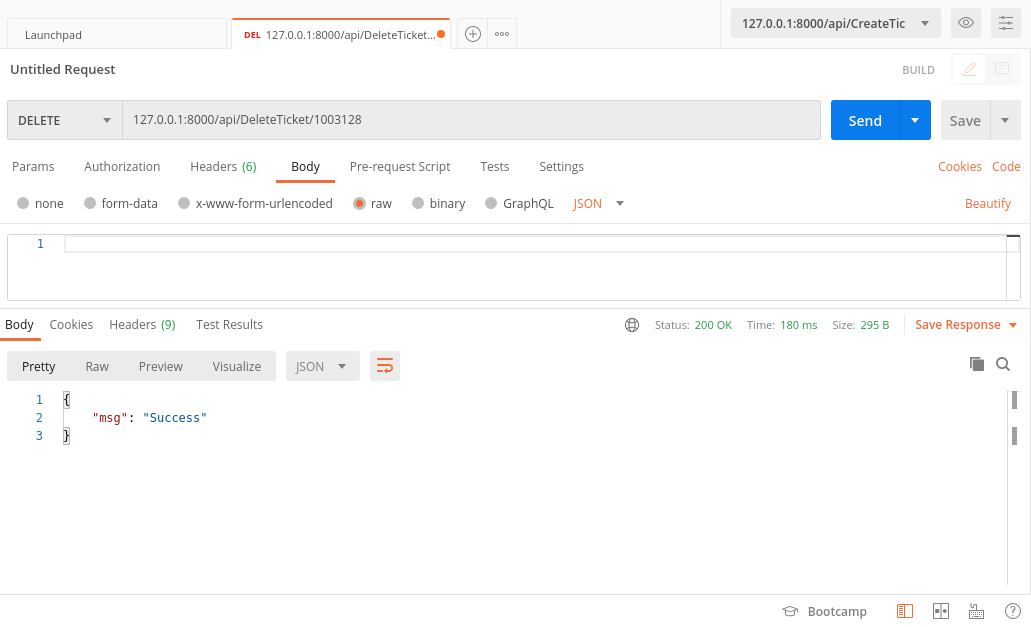 Launchpad
DEL 127.0.0.1:8000/api/DeleteTicket...
127.0.0.1:8000/api/CreateTic
Untitled Request
BUILD
DELETE
127.0.0.1:8000/api/DeleteTicket/1003128
Send
Save
Params Authorization Headers (6) Body Pre-request Script Tests Settings Cookies Code
none form-data x-www-form-urlencoded raw binary GraphQL JSON Beautify
1
Body Cookies Headers (9) Test Results Status: 200 OK Time: 180 ms Size: 295 B Save Response
Pretty Raw Preview Visualize JSON
1 {
2 "msg": "Success"
3 }
Bootcamp